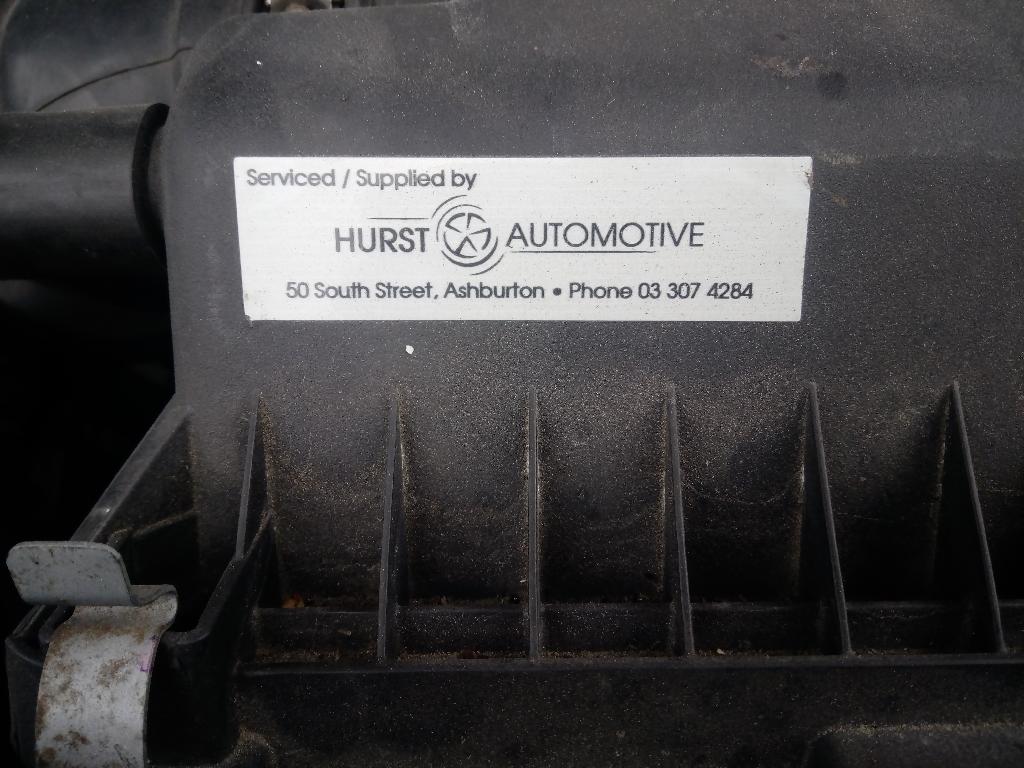 Serviced / Supplied by
HURST AUTOMOTIVE
50 South Street, Ashburton • Phone 03 307 4284